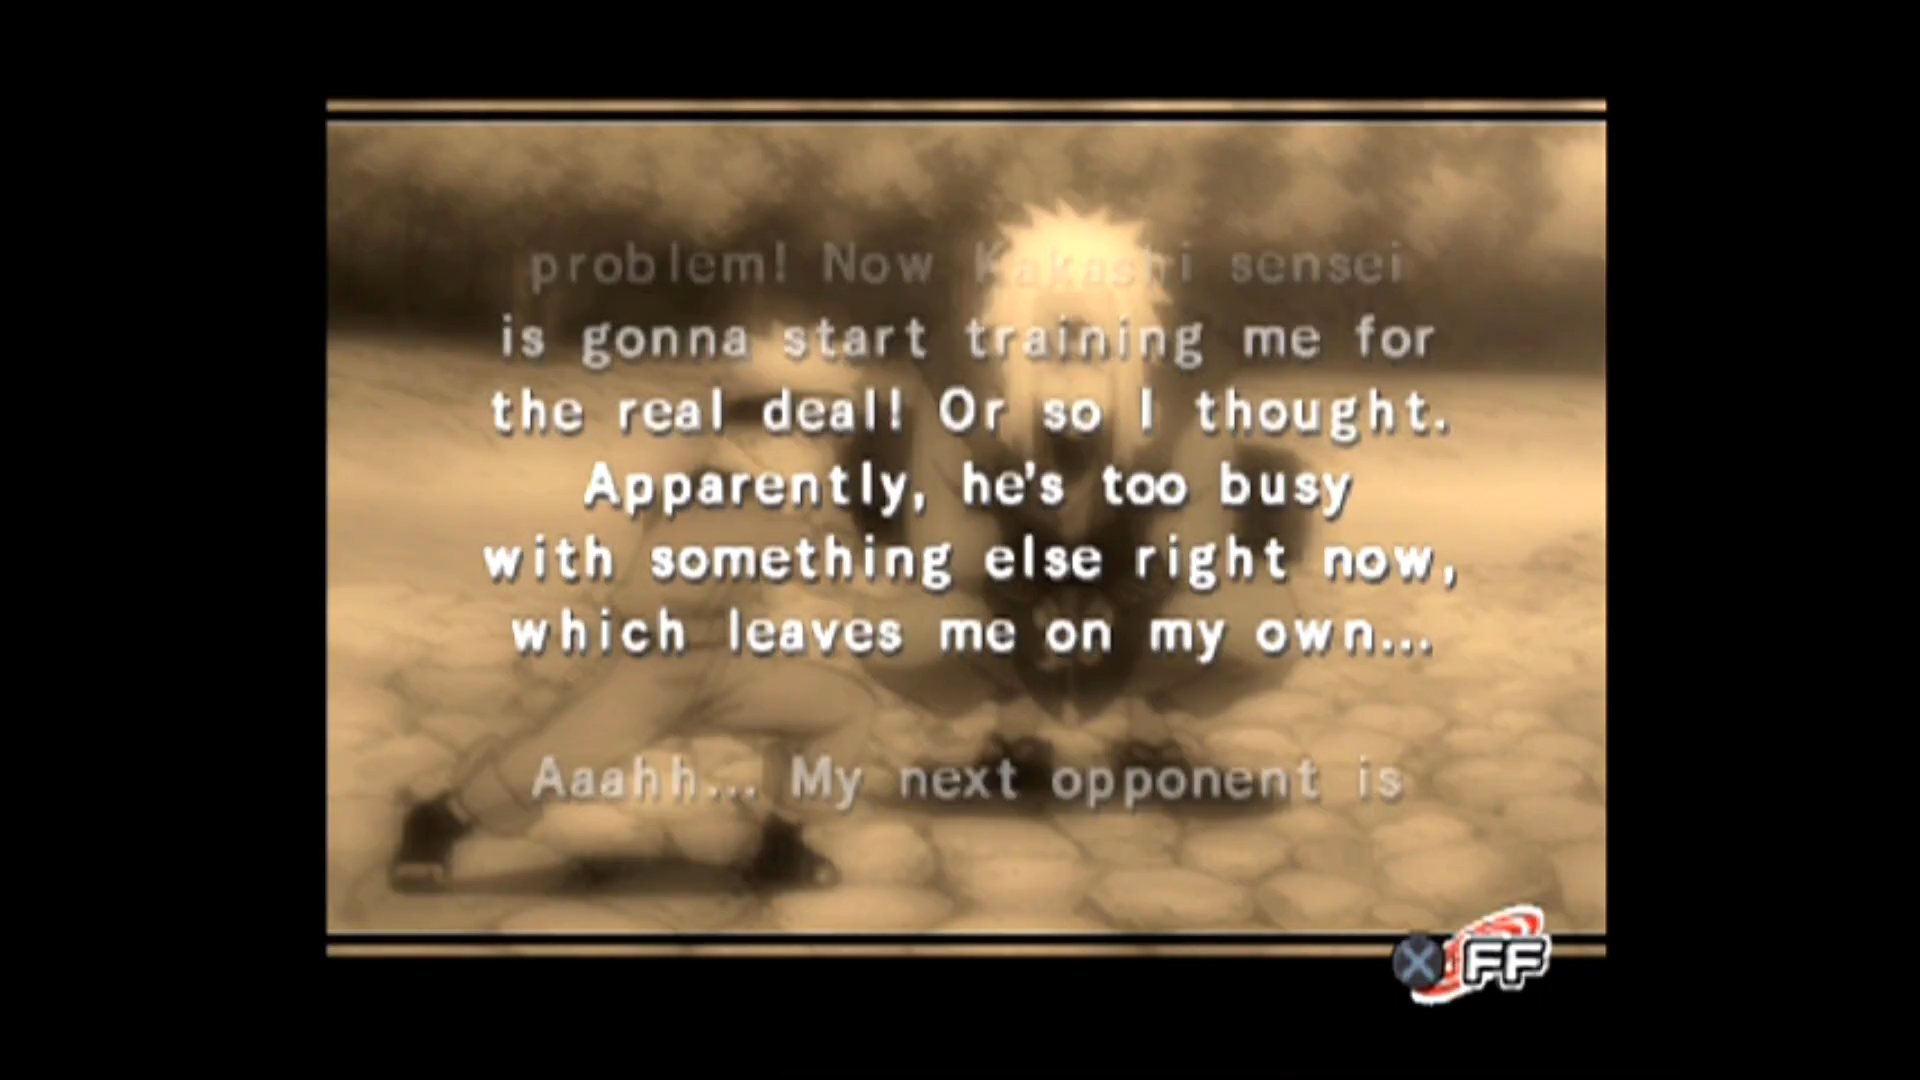 problem! Now Kakashi sensei
is gonna start training me for
the real deal! Or so I thought.
Apparently, he's too busy
with something else right now,
which leaves me on my own...
Aaahh... My next opponent is
FF